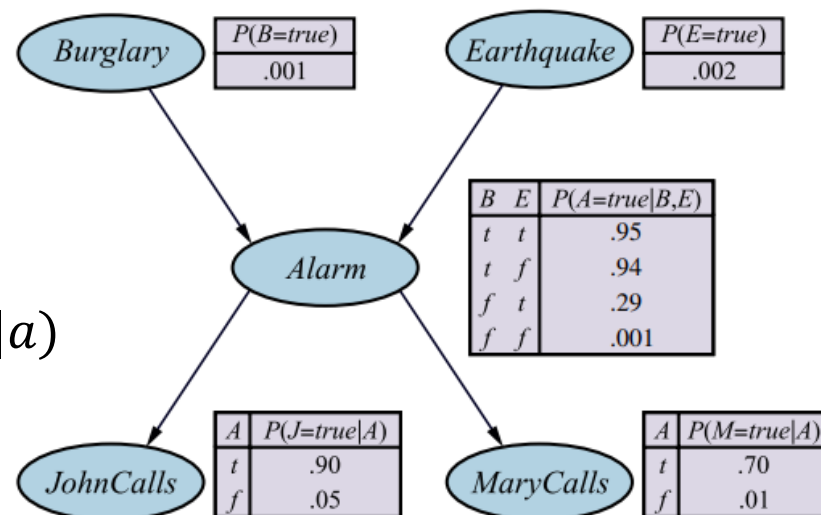 Burglary
P(B=true)
.001
Earthquake
P(E=true)
.002
B E P(A=true|B,E)
t t .95
t f .94
f t .29
f f .001
Alarm
|a)
JohnCalls
A P(J=true|A)
t .90
f .05
MaryCalls
A P(M=true|A)
t .70
f .01